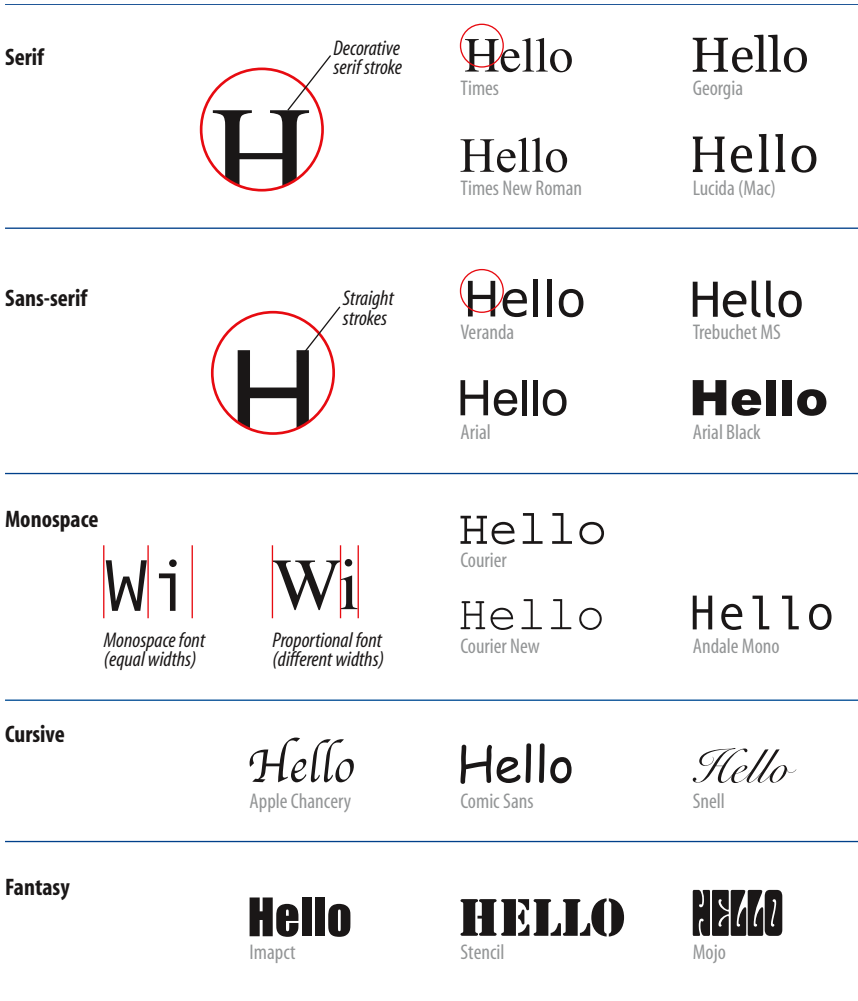 Serif
Decorative
serif stroke
H
Hello
Times
Hello
Georgia
Hello
Times New Roman
Hello
Lucida (Mac)
Sans-serif
Straight
strokes
H
Hello
Veranda
Hello
Trebuchet MS
Hello
Arial
Hello
Arial Black
Monospace
Wi
Monospace font
(equal widths)
Wi
Proportional font
(different widths)
Hello
Courier
Hello
Courier New
Hello
Andale Mono
Cursive
Hello
Apple Chancery
Hello
Comic Sans
Hello
Snell
Fantasy
Hello
Imapct
HELLO
Stencil
HELLO
Mojo